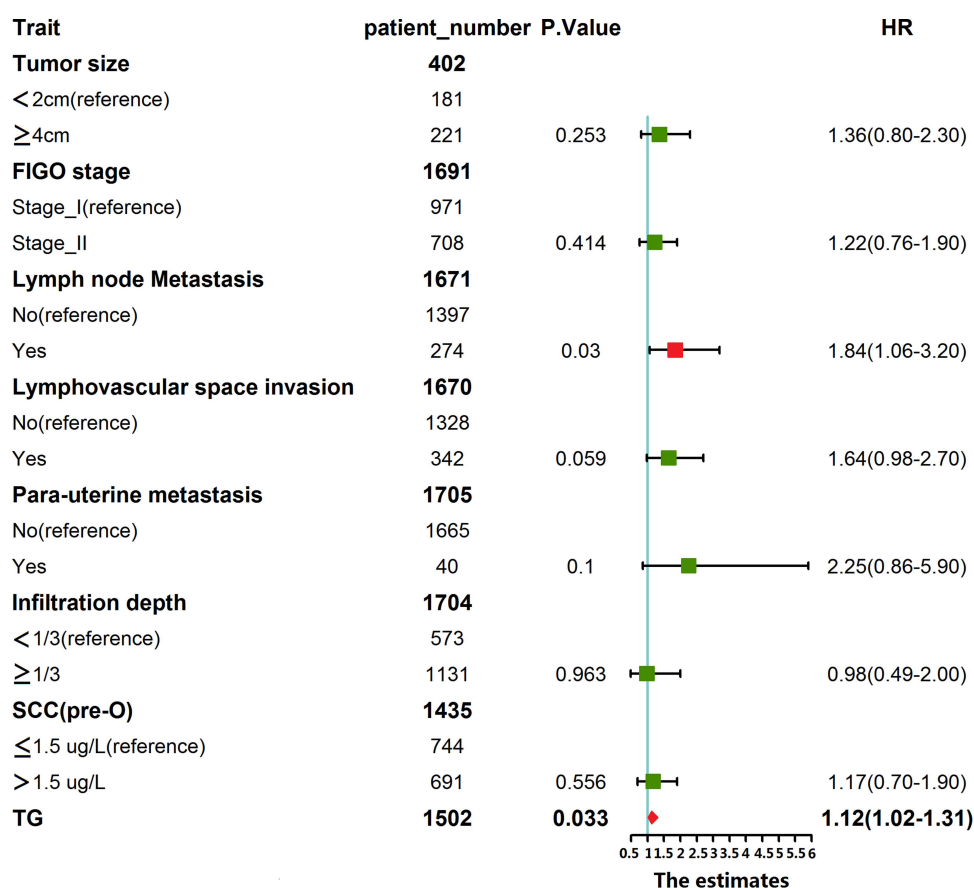 Trait patient_number P.Value HR
Tumor size 402
<2cm(reference) 181
≥4cm 221 0.253 1.36(0.80-2.30)
FIGO stage 1691
Stage_I(reference) 971
Stage_II 708 0.414 1.22(0.76-1.90)
Lymph node Metastasis 1671
No(reference) 1397
Yes 274 0.03 1.84(1.06-3.20)
Lymphovascular space invasion 1670
No(reference) 1328
Yes 342 0.059 1.64(0.98-2.70)
Para-uterine metastasis 1705
No(reference) 1665
Yes 40 0.1 2.25(0.86-5.90)
Infiltration depth 1704
<1/3(reference) 573
≥1/3 1131 0.963 0.98(0.49-2.00)
SCC(pre-O) 1435
≤1.5 ug/L(reference) 744
>1.5 ug/L 691 0.556 1.17(0.70-1.90)
TG 1502 0.033 1.12(1.02-1.31)
0.5 1 1.5 2 2.5 3 3.5 4 4.5 5 5.5 6
The estimates